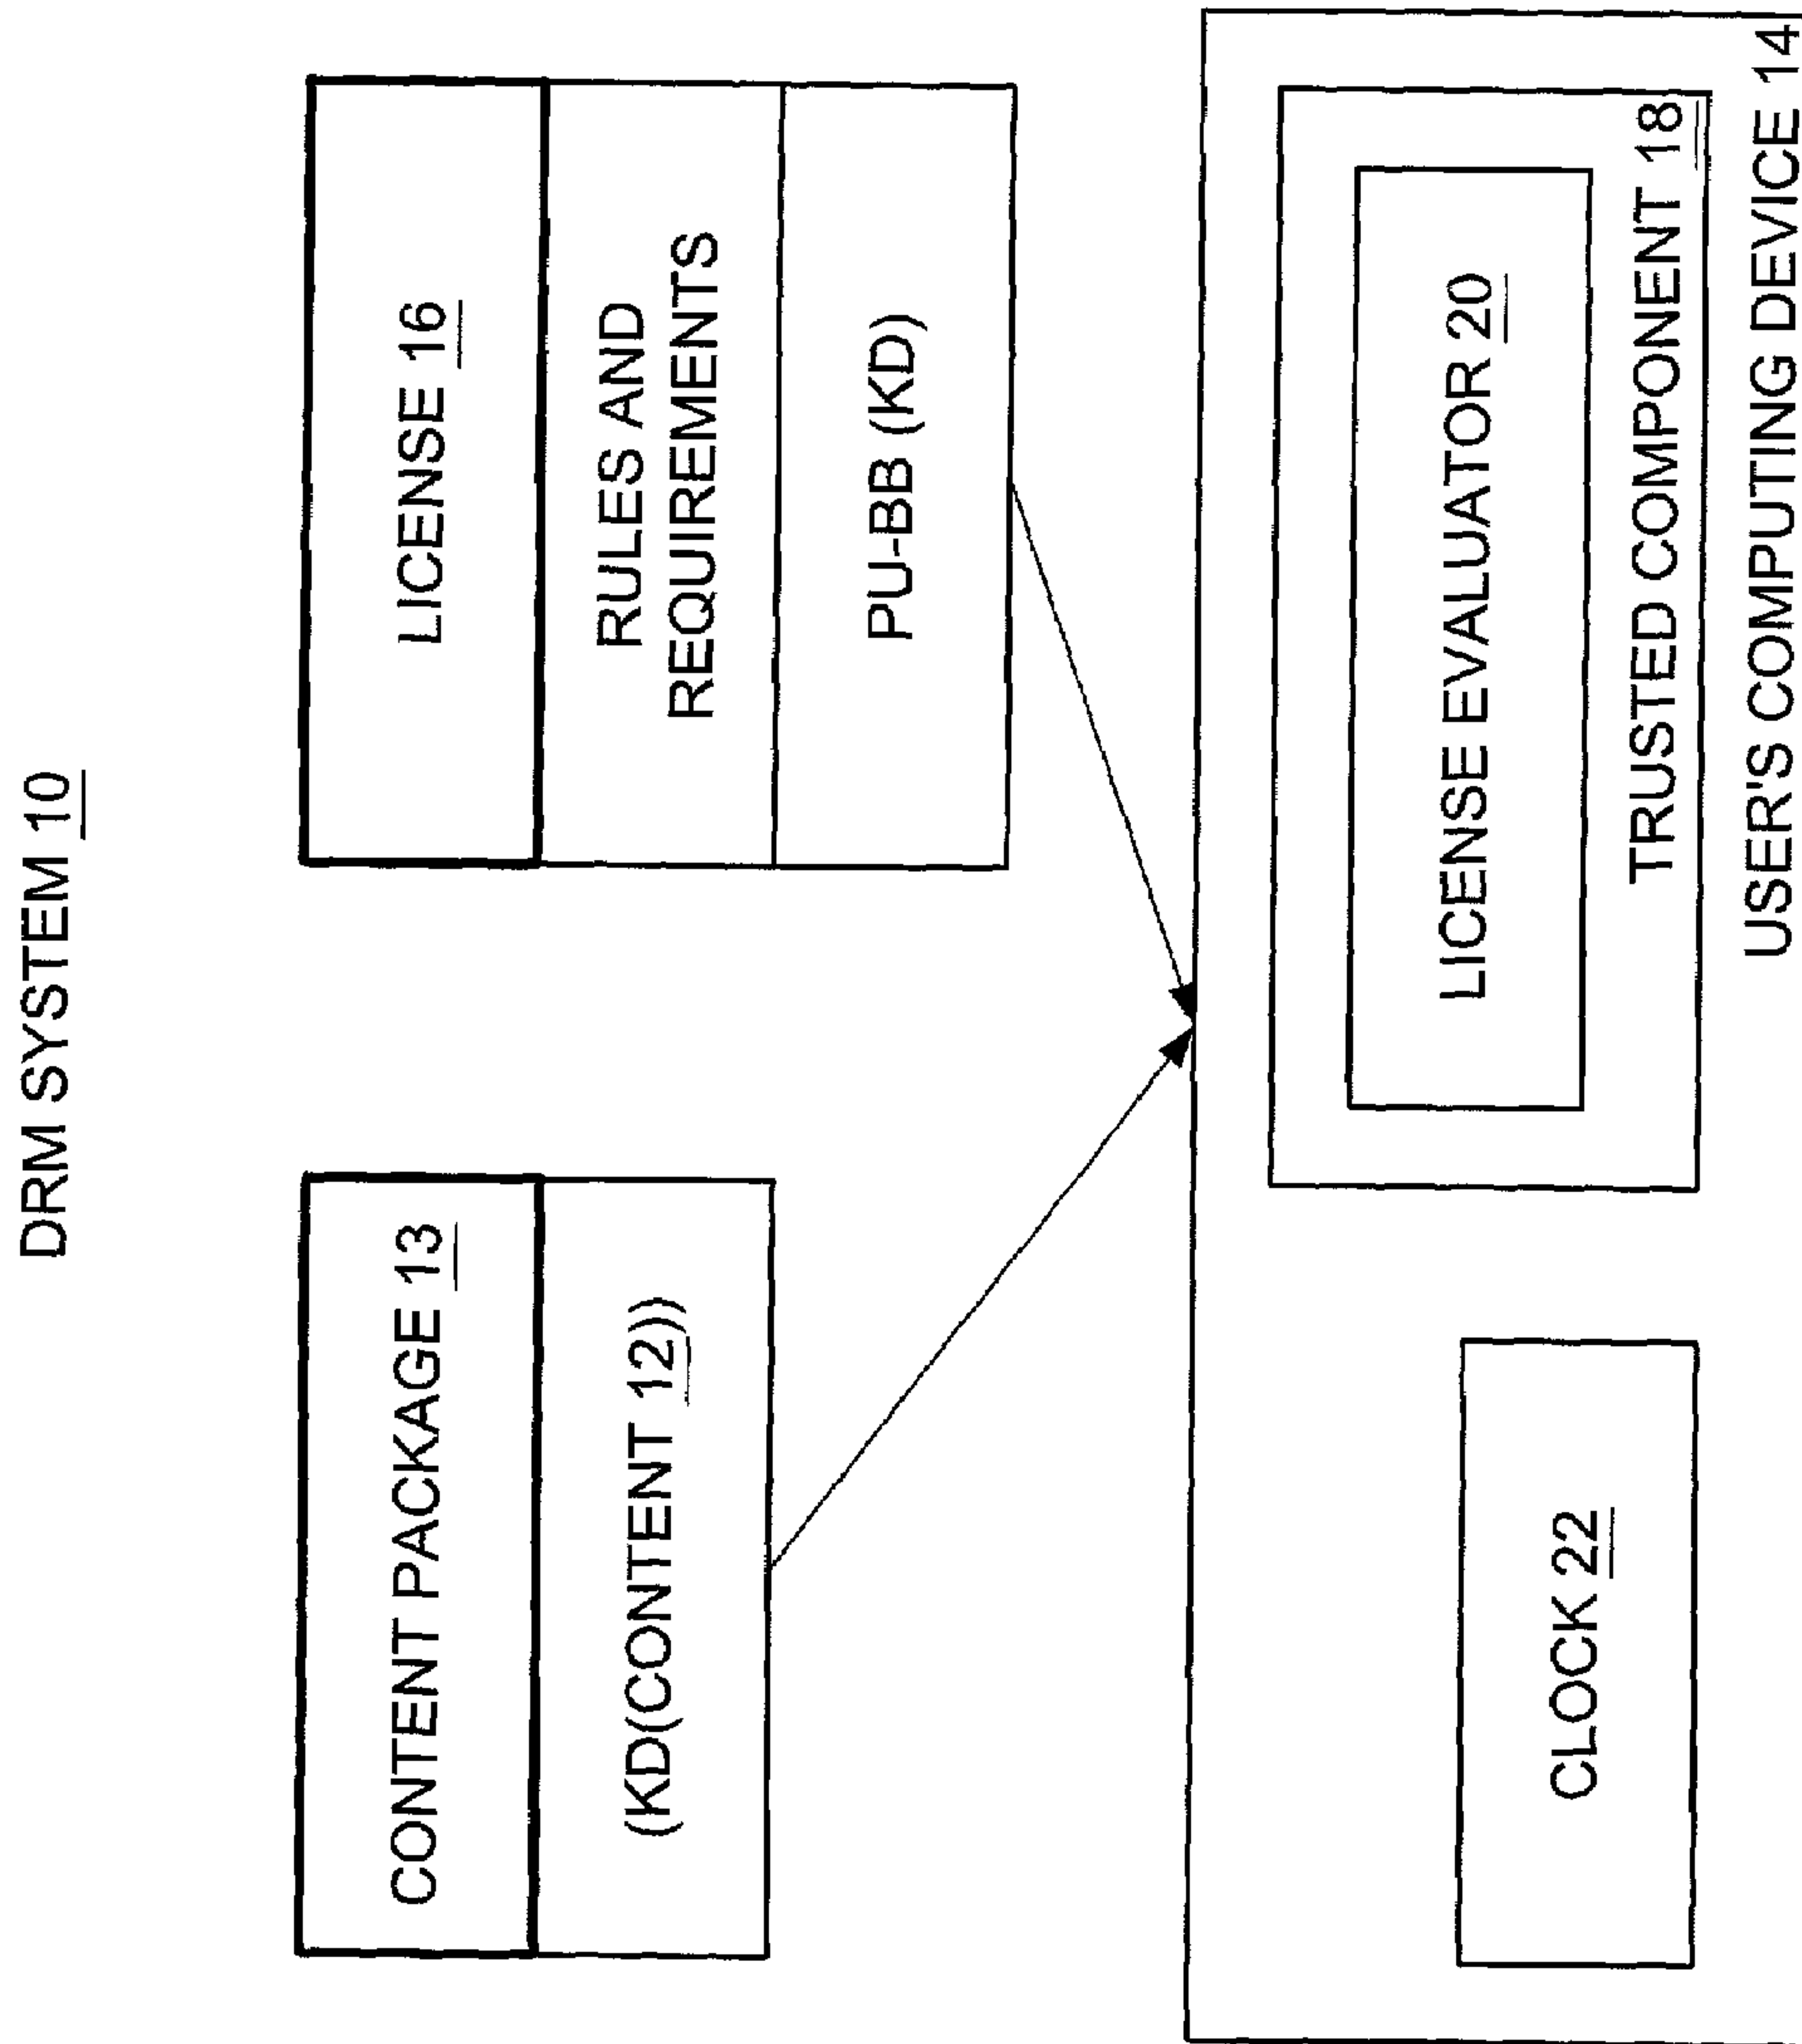 DRM SYSTEM 10
CONTENT PACKAGE 13
(KD(CONTENT 12))
LICENSE 16
RULES AND
REQUIREMENTS
PU-BB (KD)
CLOCK 22
LICENSE EVALUATOR 20
TRUSTED COMPONENT 18
USER'S COMPUTING DEVICE 14